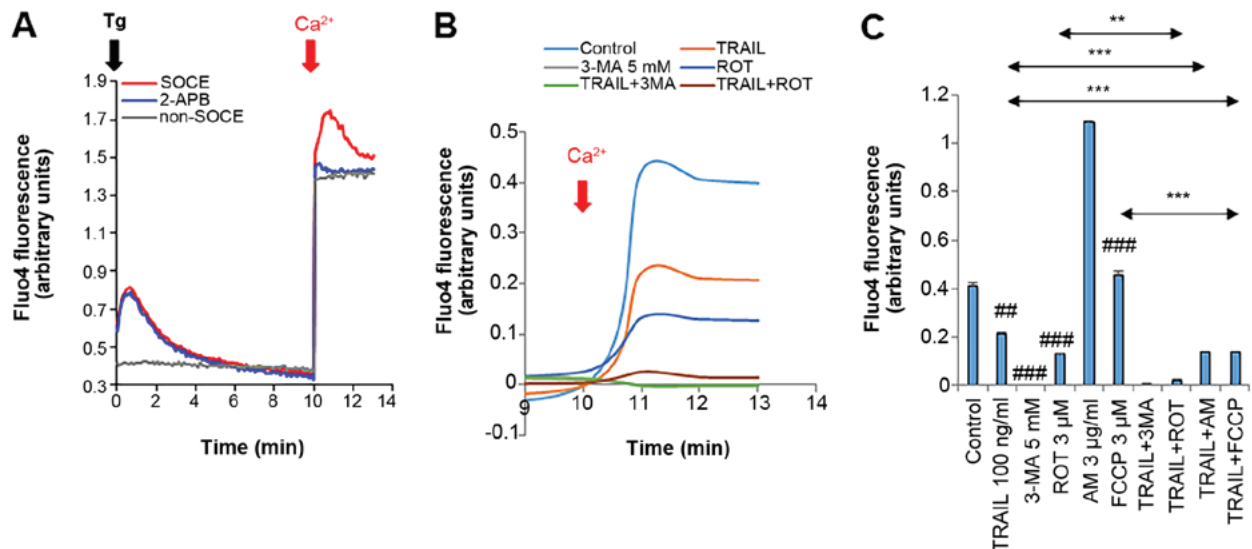 A
Tg
Ca²⁺
SOCE
2-APB
non-SOCE
Fluo4 fluorescence
(arbitrary units)
1.9
1.7
1.5
1.3
1.1
0.9
0.7
0.5
0.3
0 2 4 6 8 10 12 14
Time (min)
B
Control
TRAIL
3-MA 5 mM
ROT
TRAIL+3MA
TRAIL+ROT
Ca²⁺
Fluo4 fluorescence
(arbitrary units)
0.5
0.4
0.3
0.2
0.1
0
-0.1
9 10 11 12 13 14
Time (min)
C
**
***
***
***
Fluo4 fluorescence
(arbitrary units)
1.2
1
0.8
0.6
0.4
0.2
0
##
###
###
###
Control
TRAIL 100 ng/ml
3-MA 5 mM
ROT 3 µM
AM 3 µg/ml
FCCP 3 µM
TRAIL+3MA
TRAIL+ROT
TRAIL+AM
TRAIL+FCCP